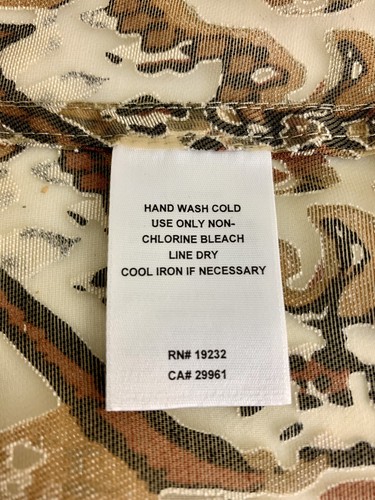 HAND WASH COLD
USE ONLY NON-
CHLORINE BLEACH
LINE DRY
COOL IRON IF NECESSARY
RN# 19232
CA# 29961